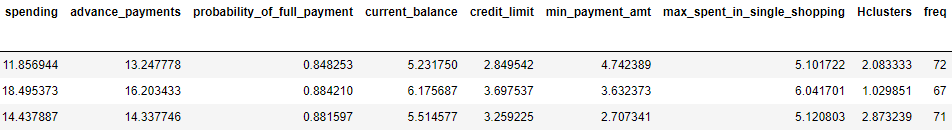 spending advance_payments probability_of_full_payment current_balance credit_limit min_payment_amt max_spent_in_single_shopping Hclusters freq
11.856944 13.247778 0.848253 5.231750 2.849542 4.742389 5.101722 2.083333 72
18.495373 16.203433 0.884210 6.175687 3.697537 3.632373 6.041701 1.029851 67
14.437887 14.337746 0.881597 5.514577 3.259225 2.707341 5.120803 2.873239 71